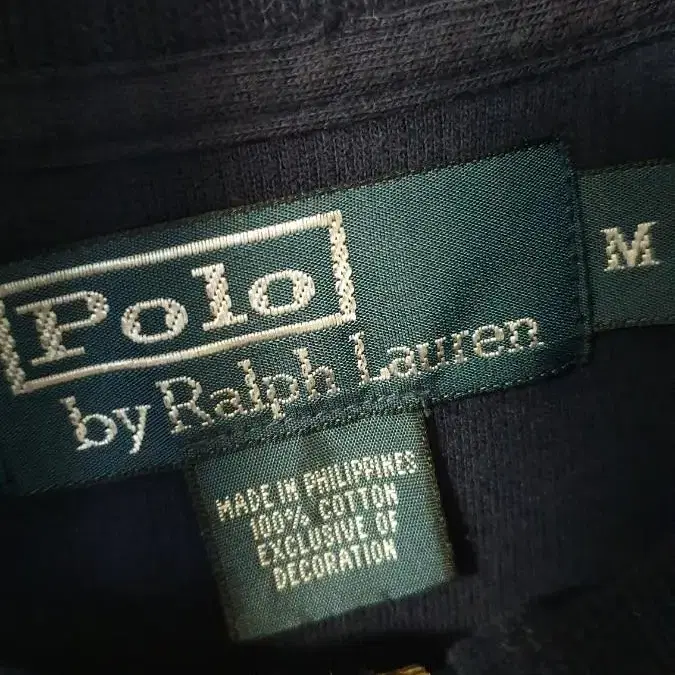 Polo
by Ralph Lauren
M
MADE IN PHILIPPINES
100% COTTON
EXCLUSIVE OF
DECORATION